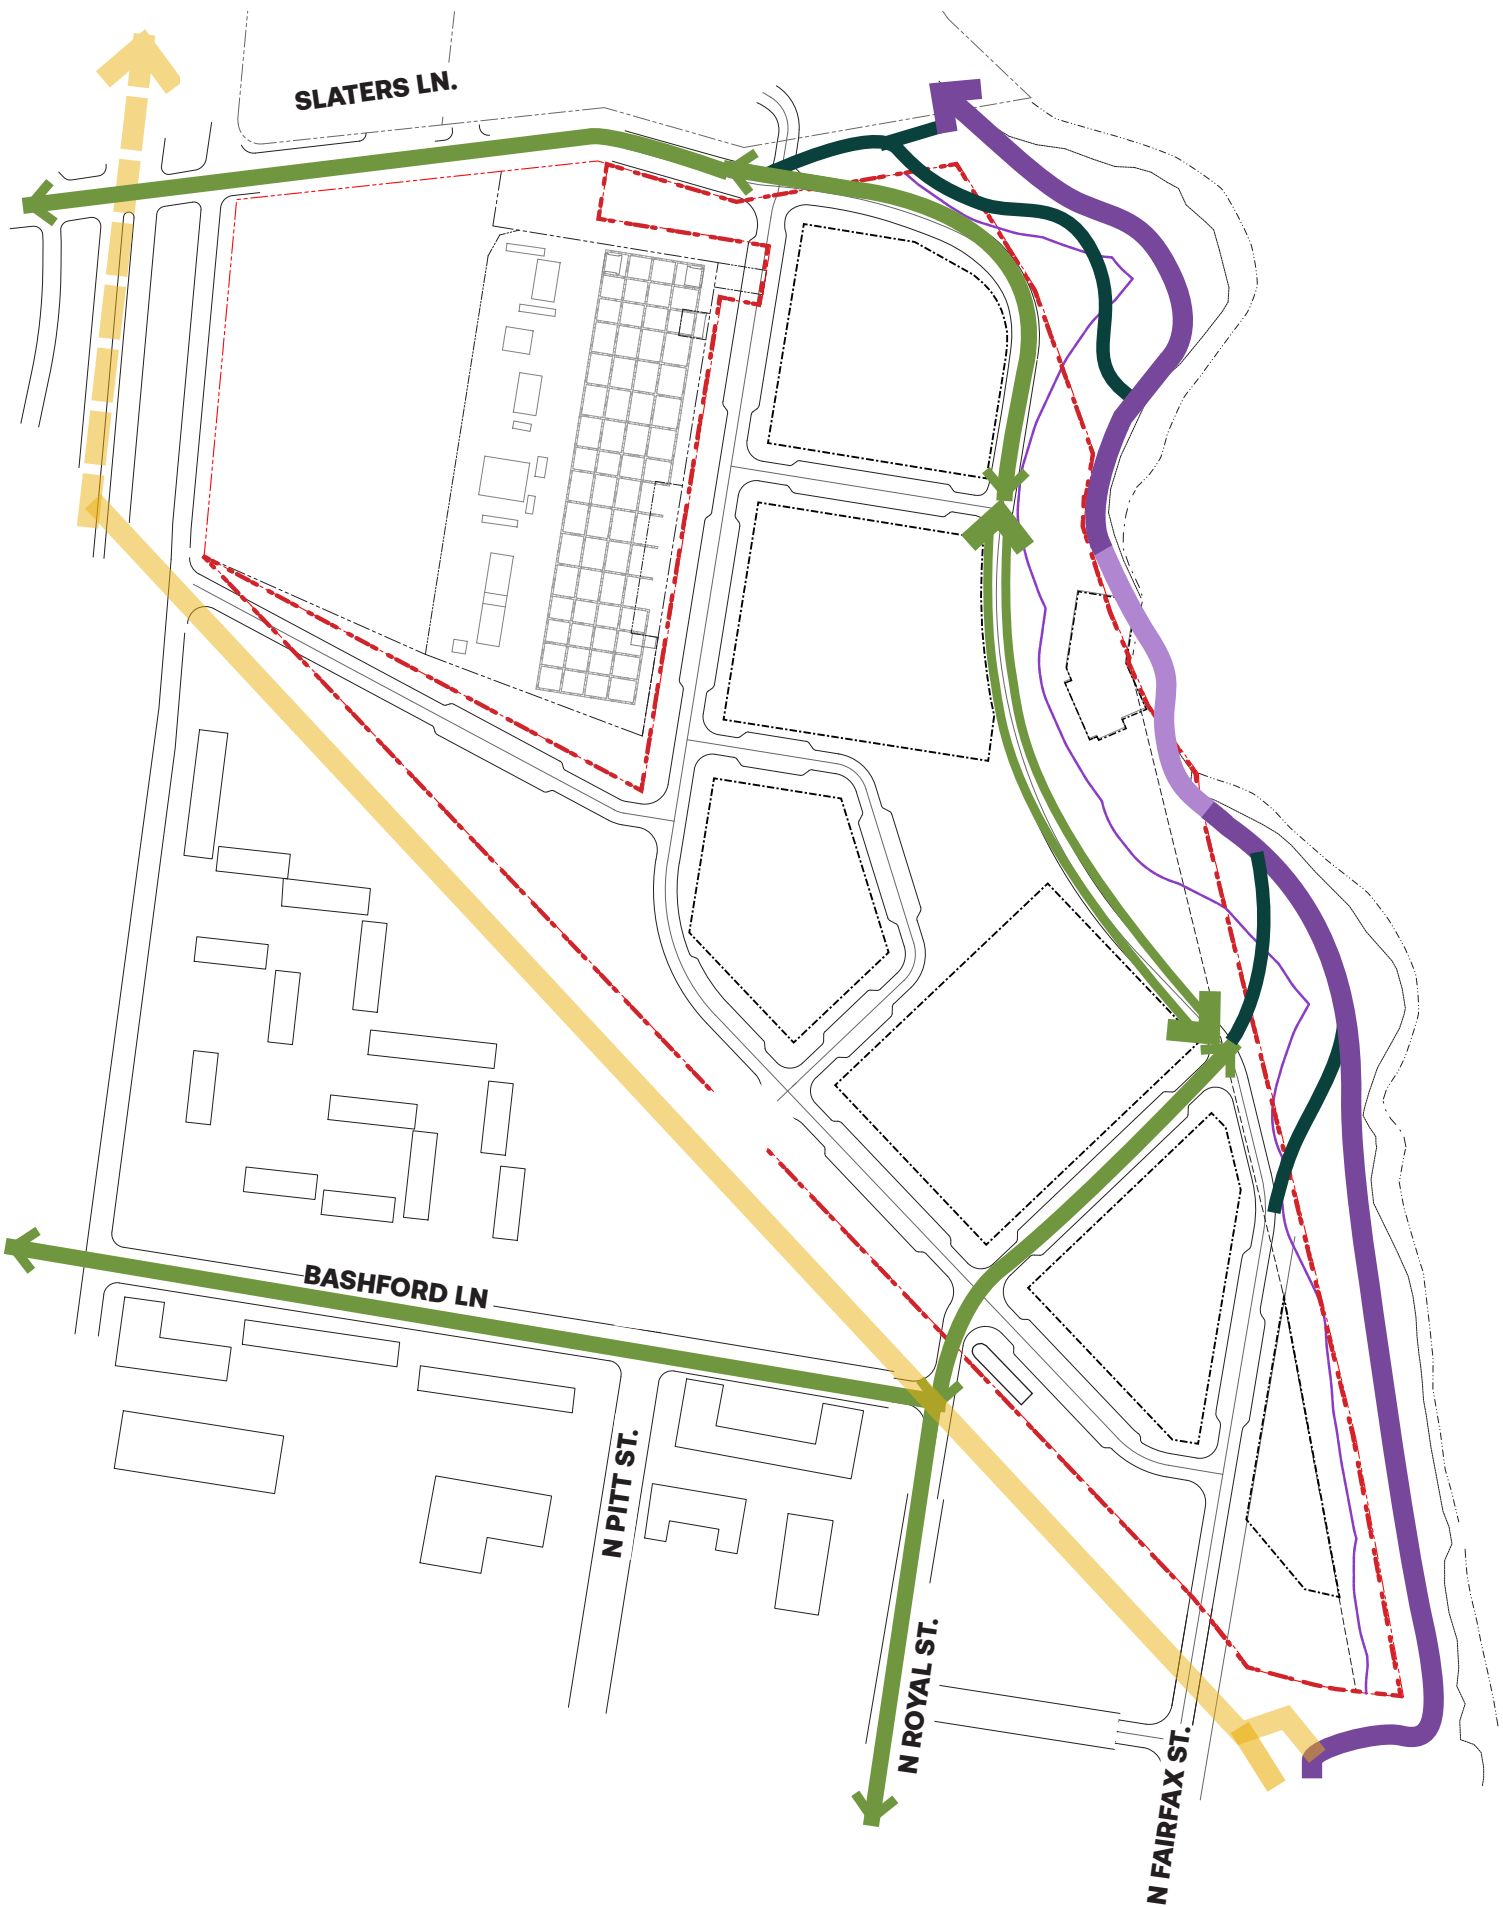 SLATERS LN.
BASHFORD LN
N PITT ST.
N ROYAL ST.
N FAIRFAX ST.